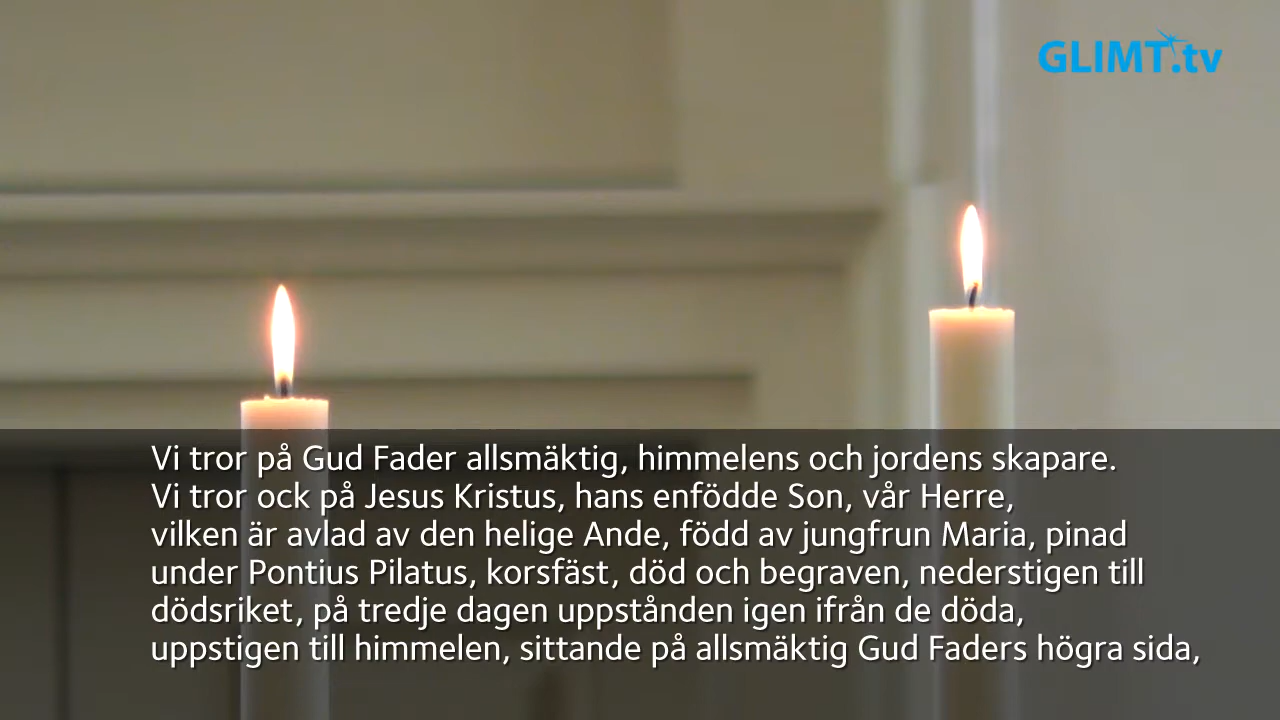 GLIMT.tv
Vi tror på Gud Fader allsmäktig, himmelens och jordens skapare.
Vi tror ock på Jesus Kristus, hans enfödde Son, vår Herre,
vilken är avlad av den helige Ande, född av jungfrun Maria, pinad
under Pontius Pilatus, korsfäst, död och begraven, nederstigen till
dödsriket, på tredje dagen uppstånden igen ifrån de döda,
uppstigen till himmelen, sittande på allsmäktig Gud Faders högra sida,